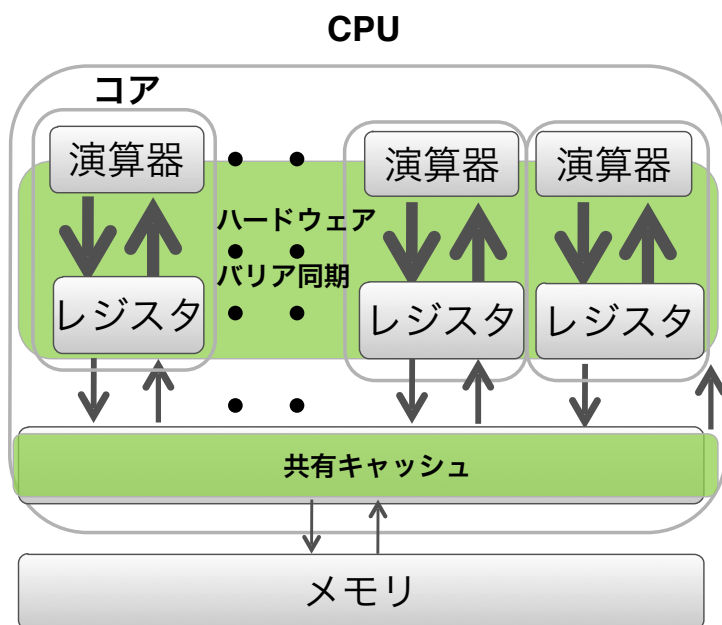 CPU
コア
演算器
演算器
演算器
ハードウェア
バリア同期
レジスタ
レジスタ
レジスタ
共有キャッシュ
メモリ